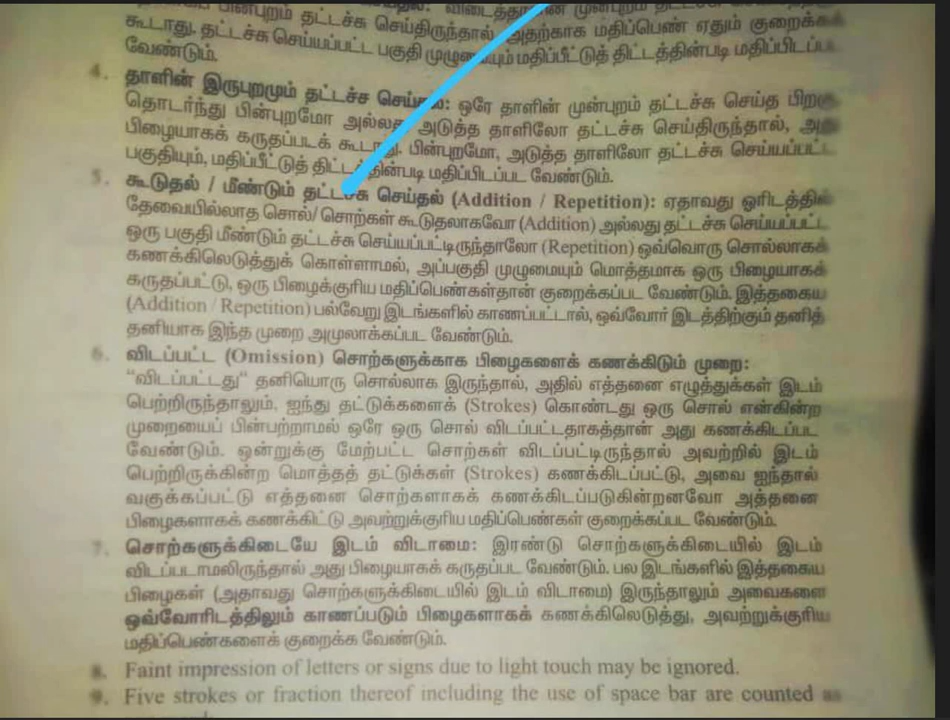 பின்புறம் செய்தல்: முன்புறம் தட்டச்சு
கூடாது. தட்டச்சு செய்திருந்தால் அதற்காக மதிப்பெண் ஏதும் குறைக்கக்
தட்டச்சு செய்யப்பட்ட பகுதி முழுமையும் மதிப்பீட்டுத் திட்டத்தின்படி
வேண்டும்.
4. தாளின் இருபுறமும் தட்டச்சு செய்தல்: ஒரே தாளின் முன்புறம் தட்டச்சு செய்த பிறகு
தொடர்ந்து பின்புறமோ அல்லது அடுத்த தாளிலோ தட்டச்சு செய்திருந்தால், அது
பிழையாகக் கருதப்படக் கூடாது. பின்புறமோ, அடுத்த தாளிலோ தட்டச்சு செய்யப்பட்ட
பகுதியும், மதிப்பீட்டுத் திட்டத்தின்படி மதிப்பிடப்பட வேண்டும்.
5. கூடுதல் / மீண்டும் தட்டச்சு செய்தல் (Addition / Repetition): ஏதாவது ஓரிடத்தில்
தேவையில்லாத சொல்/ சொற்கள் கூடுதலாகவோ (Addition) அல்லது தட்டச்சு செய்யப்பட்ட
ஒரு பகுதி மீண்டும் தட்டச்சு செய்யப்பட்டிருந்தாலோ (Repetition) ஒவ்வொரு சொல்லாகக்
கணக்கிலெடுத்துக் கொள்ளாமல், அப்பகுதி முழுமையும் மொத்தமாக ஒரு பிழையாகக்
கருதப்பட்டு, ஒரு பிழைக்குரிய மதிப்பெண்கள்தான் குறைக்கப்பட வேண்டும். இத்தகைய
(Addition / Repetition) பல்வேறு இடங்களில் காணப்பட்டால், ஒவ்வோர் இடத்திற்கும் தனித்
தனியாக இந்த முறை அமுலாக்கப்பட வேண்டும்.
6. விடப்பட்ட (Omission) சொற்களுக்காக பிழைகளைக் கணக்கிடும் முறை:
“விடப்பட்டது“ தனியொரு சொல்லாக இருந்தால், அதில் எத்தனை எழுத்துக்கள் இடம்
பெற்றிருந்தாலும், ஐந்து தட்டுக்களைக் (Strokes) கொண்டது ஒரு சொல் என்கின்ற
முறையைப் பின்பற்றாமல் ஒரே ஒரு சொல் விடப்பட்டதாகத்தான் அது கணக்கிடப்பட
வேண்டும். ஒன்றுக்கு மேற்பட்ட சொற்கள் விடப்பட்டிருந்தால் அவற்றில் இடம்
பெற்றிருக்கின்ற மொத்தத் தட்டுக்கள் (Strokes) கணக்கிடப்பட்டு, அவை ஐந்தால்
வகுக்கப்பட்டு எத்தனை சொற்களாகக் கணக்கிடப்படுகின்றனவோ அத்தனை
பிழைகளாகக் கணக்கிட்டு அவற்றுக்குரிய மதிப்பெண்கள் குறைக்கப்பட வேண்டும்.
7. சொற்களுக்கிடையே இடம் விடாமை: இரண்டு சொற்களுக்கிடையில் இடம்
விடப்படாமலிருந்தால் அது பிழையாகக் கருதப்பட வேண்டும். பல இடங்களில் இத்தகைய
பிழைகள் (அதாவது சொற்களுக்கிடையில் இடம் விடாமை) இருந்தாலும் அவைகளை
ஒவ்வோரிடத்திலும் காணப்படும் பிழைகளாகக் கணக்கிலெடுத்து, அவற்றுக்குரிய
மதிப்பெண்களைக் குறைக்க வேண்டும்.
8. Faint impression of letters or signs due to light touch may be ignored.
9. Five strokes or fraction thereof including the use of space bar are counted as